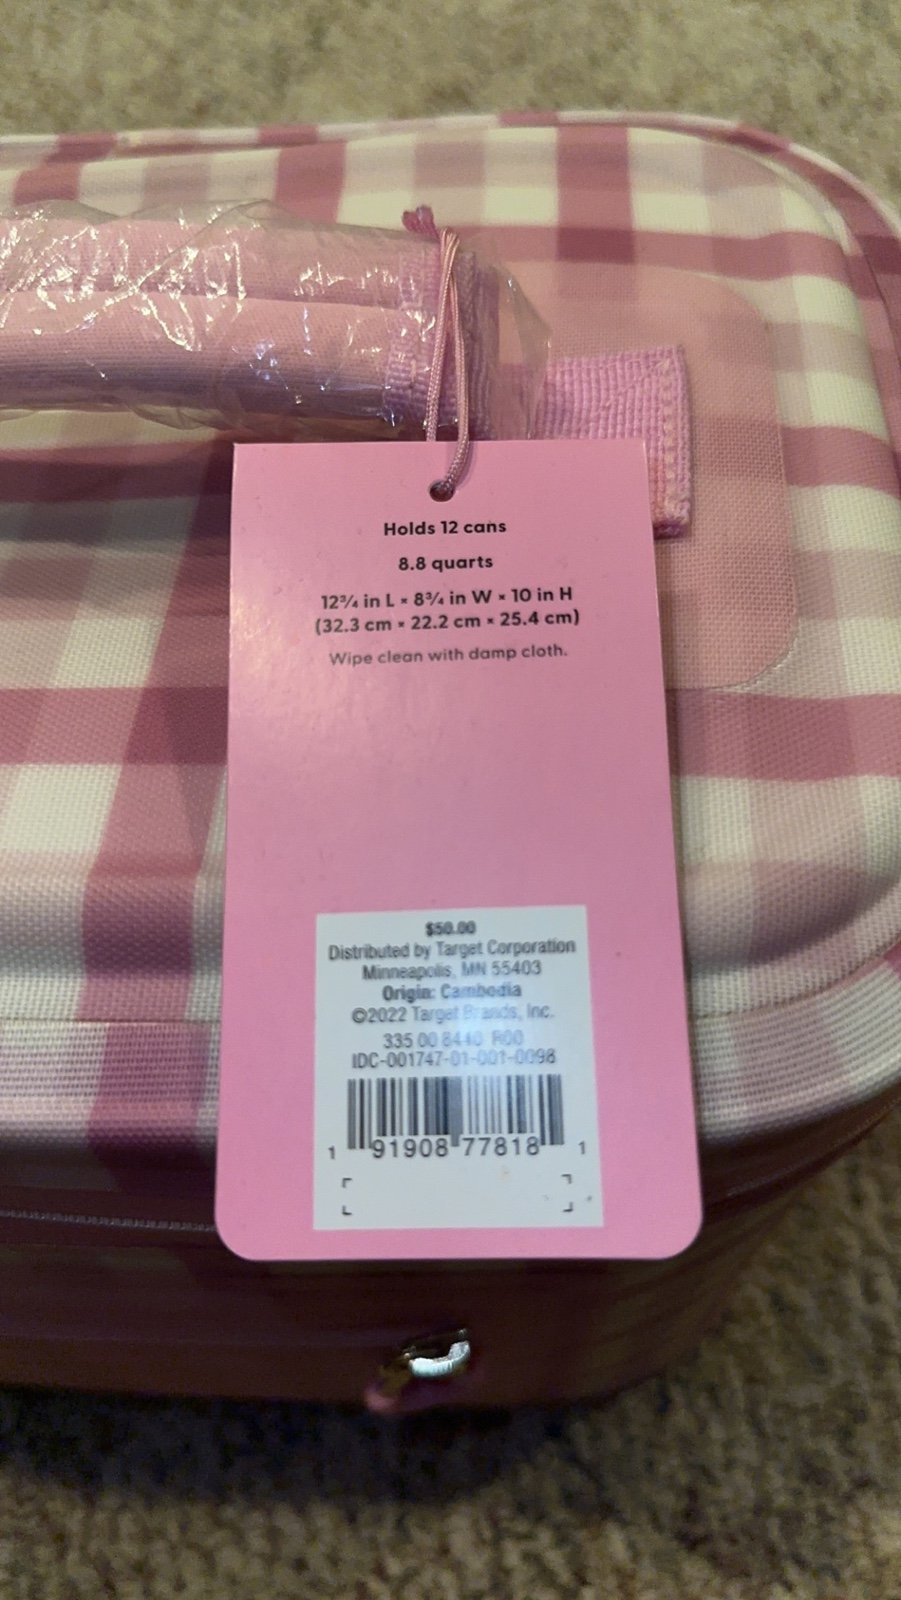 Holds 12 cans
8.8 quarts
12¾ in L × 8¾ in W × 10 in H
(32.3 cm × 22.2 cm × 25.4 cm)
Wipe clean with damp cloth.
$50.00
Distributed by Target Corporation
Minneapolis, MN 55403
Origin: Cambodia
©2022 Target Brands, Inc.
335 00 8440 R00
IDC-001747-01-001-0098
1 91908 77818 1